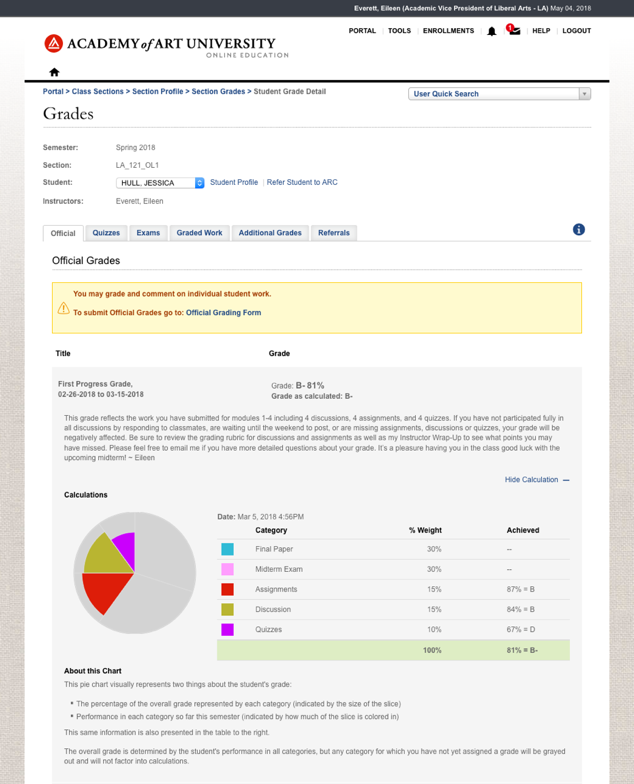 Everett, Eileen (Academic Vice President of Liberal Arts - LA) May 04, 2018
PORTAL | TOOLS | ENROLLMENTS | 1 | HELP | LOGOUT
ACADEMY of ART UNIVERSITY
ONLINE EDUCATION
Portal > Class Sections > Section Profile > Section Grades > Student Grade Detail
User Quick Search
Grades
Semester: Spring 2018
Section: LA_121_OL1
Student: HULL, JESSICA Student Profile | Refer Student to ARC
Instructors: Everett, Eileen
Official Quizzes Exams Graded Work Additional Grades Referrals
Official Grades
You may grade and comment on individual student work.
To submit Official Grades go to: Official Grading Form
Title Grade
First Progress Grade,
02-26-2018 to 03-15-2018
Grade: B- 81%
Grade as calculated: B-
This grade reflects the work you have submitted for modules 1-4 including 4 discussions, 4 assignments, and 4 quizzes. If you have not participated fully in
all discussions by responding to classmates, are waiting until the weekend to post, or are missing assignments, discussions or quizzes, your grade will be
negatively affected. Be sure to review the grading rubric for discussions and assignments as well as my Instructor Wrap-Up to see what points you may
have missed. Please feel free to email me if you have more detailed questions about your grade. It's a pleasure having you in the class good luck with the
upcoming midterm! ~ Eileen
Hide Calculation —
Calculations
Date: Mar 5, 2018 4:56PM
Category % Weight Achieved
Final Paper 30% --
Midterm Exam 30% --
Assignments 15% 87% = B
Discussion 15% 84% = B
Quizzes 10% 67% = D
100% 81% = B-
About this Chart
This pie chart visually represents two things about the student's grade:
* The percentage of the overall grade represented by each category (indicated by the size of the slice)
* Performance in each category so far this semester (indicated by how much of the slice is colored in)
This same information is also presented in the table to the right.
The overall grade is determined by the student's performance in all categories, but any category for which you have not yet assigned a grade will be grayed
out and will not factor into calculations.